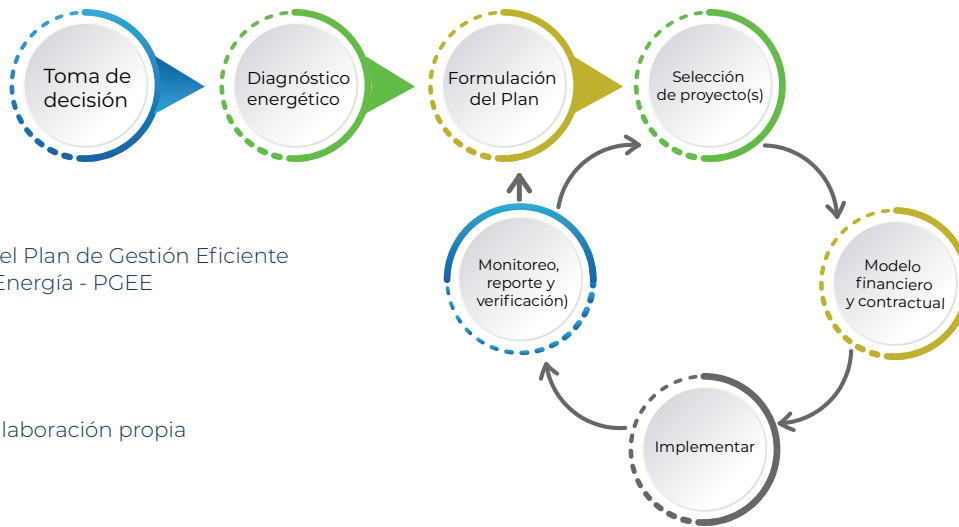 Toma de
decisión
Diagnóstico
energético
Formulación
del Plan
Selección
de proyecto(s)
el Plan de Gestión Eficiente
Energía - PGEE
Monitoreo,
reporte y
verificación)
Modelo
financiero
y contractual
laboración propia
Implementar